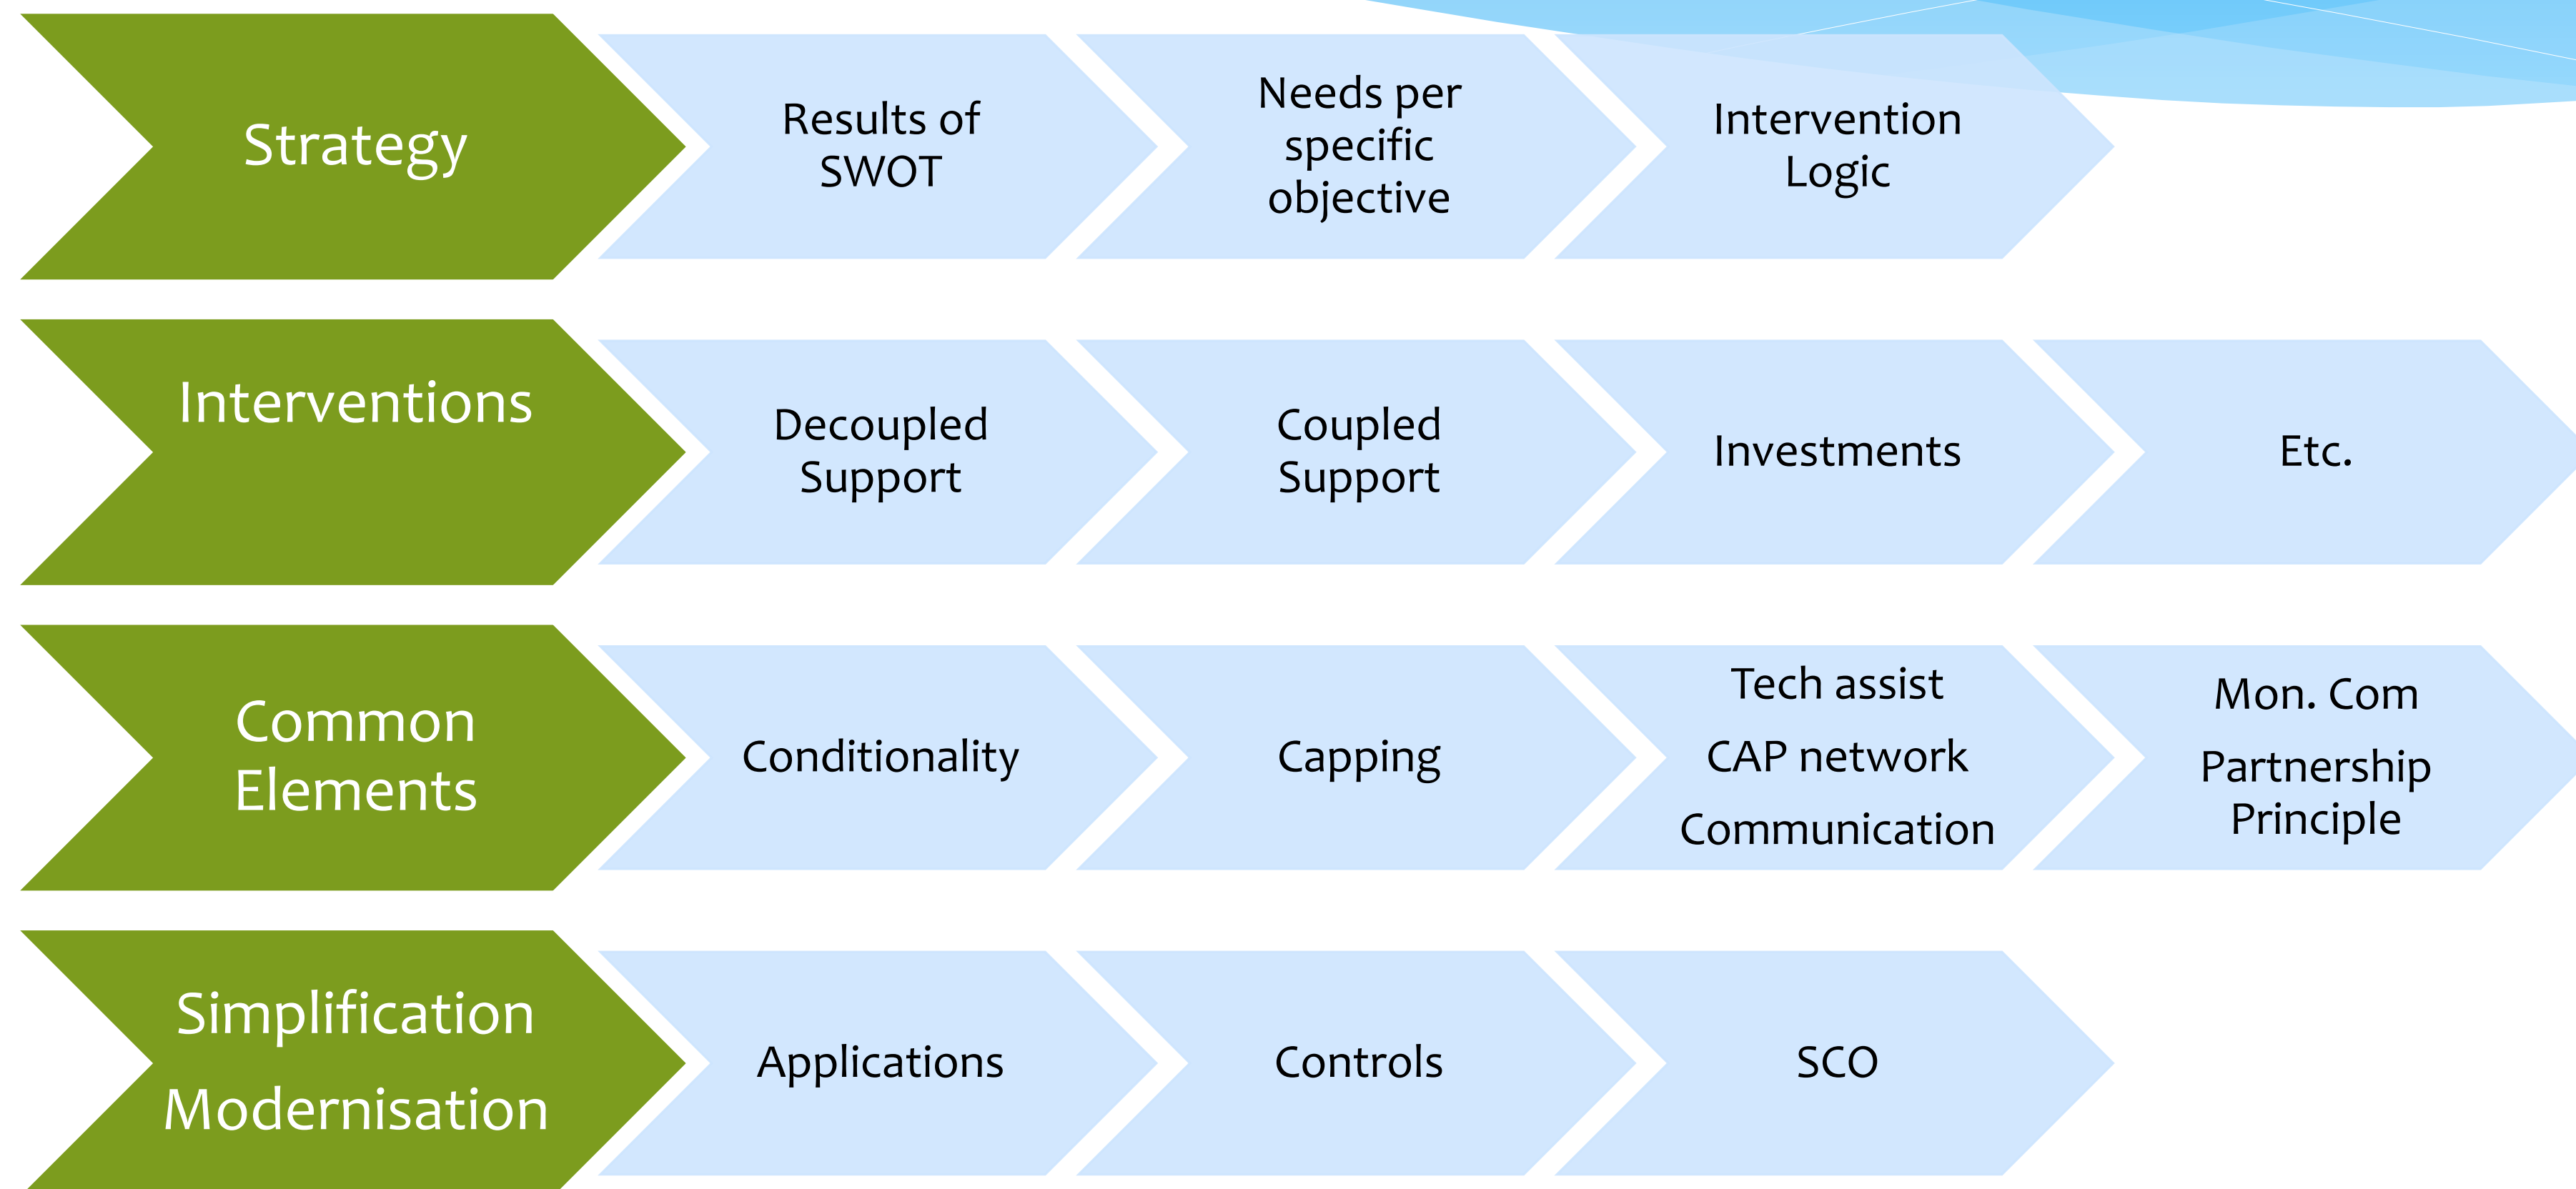 Strategy
Results of
SWOT
Needs per
specific
objective
Intervention
Logic
Interventions
Decoupled
Support
Coupled
Support
Investments
Etc.
Common
Elements
Conditionality
Capping
Tech assist
CAP network
Communication
Mon. Com
Partnership
Principle
Simplification
Modernisation
Applications
Controls
SCO